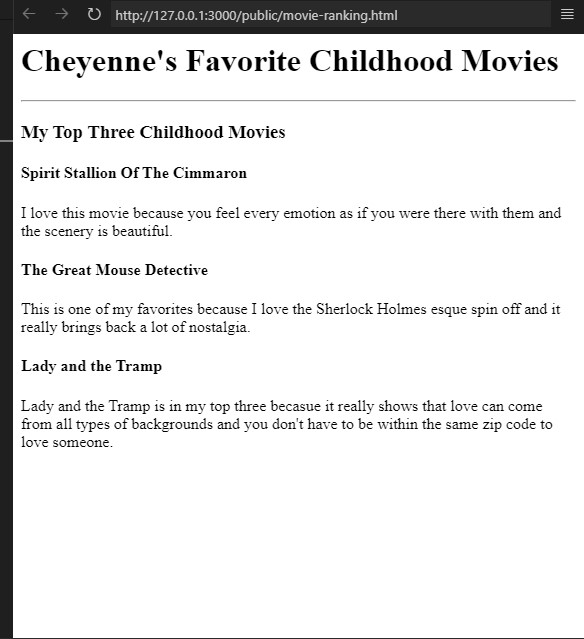 http://127.0.0.1:3000/public/movie-ranking.html
Cheyenne's Favorite Childhood Movies
My Top Three Childhood Movies
Spirit Stallion Of The Cimmaron
I love this movie because you feel every emotion as if you were there with them and
the scenery is beautiful.
The Great Mouse Detective
This is one of my favorites because I love the Sherlock Holmes esque spin off and it
really brings back a lot of nostalgia.
Lady and the Tramp
Lady and the Tramp is in my top three becasue it really shows that love can come
from all types of backgrounds and you don't have to be within the same zip code to
love someone.